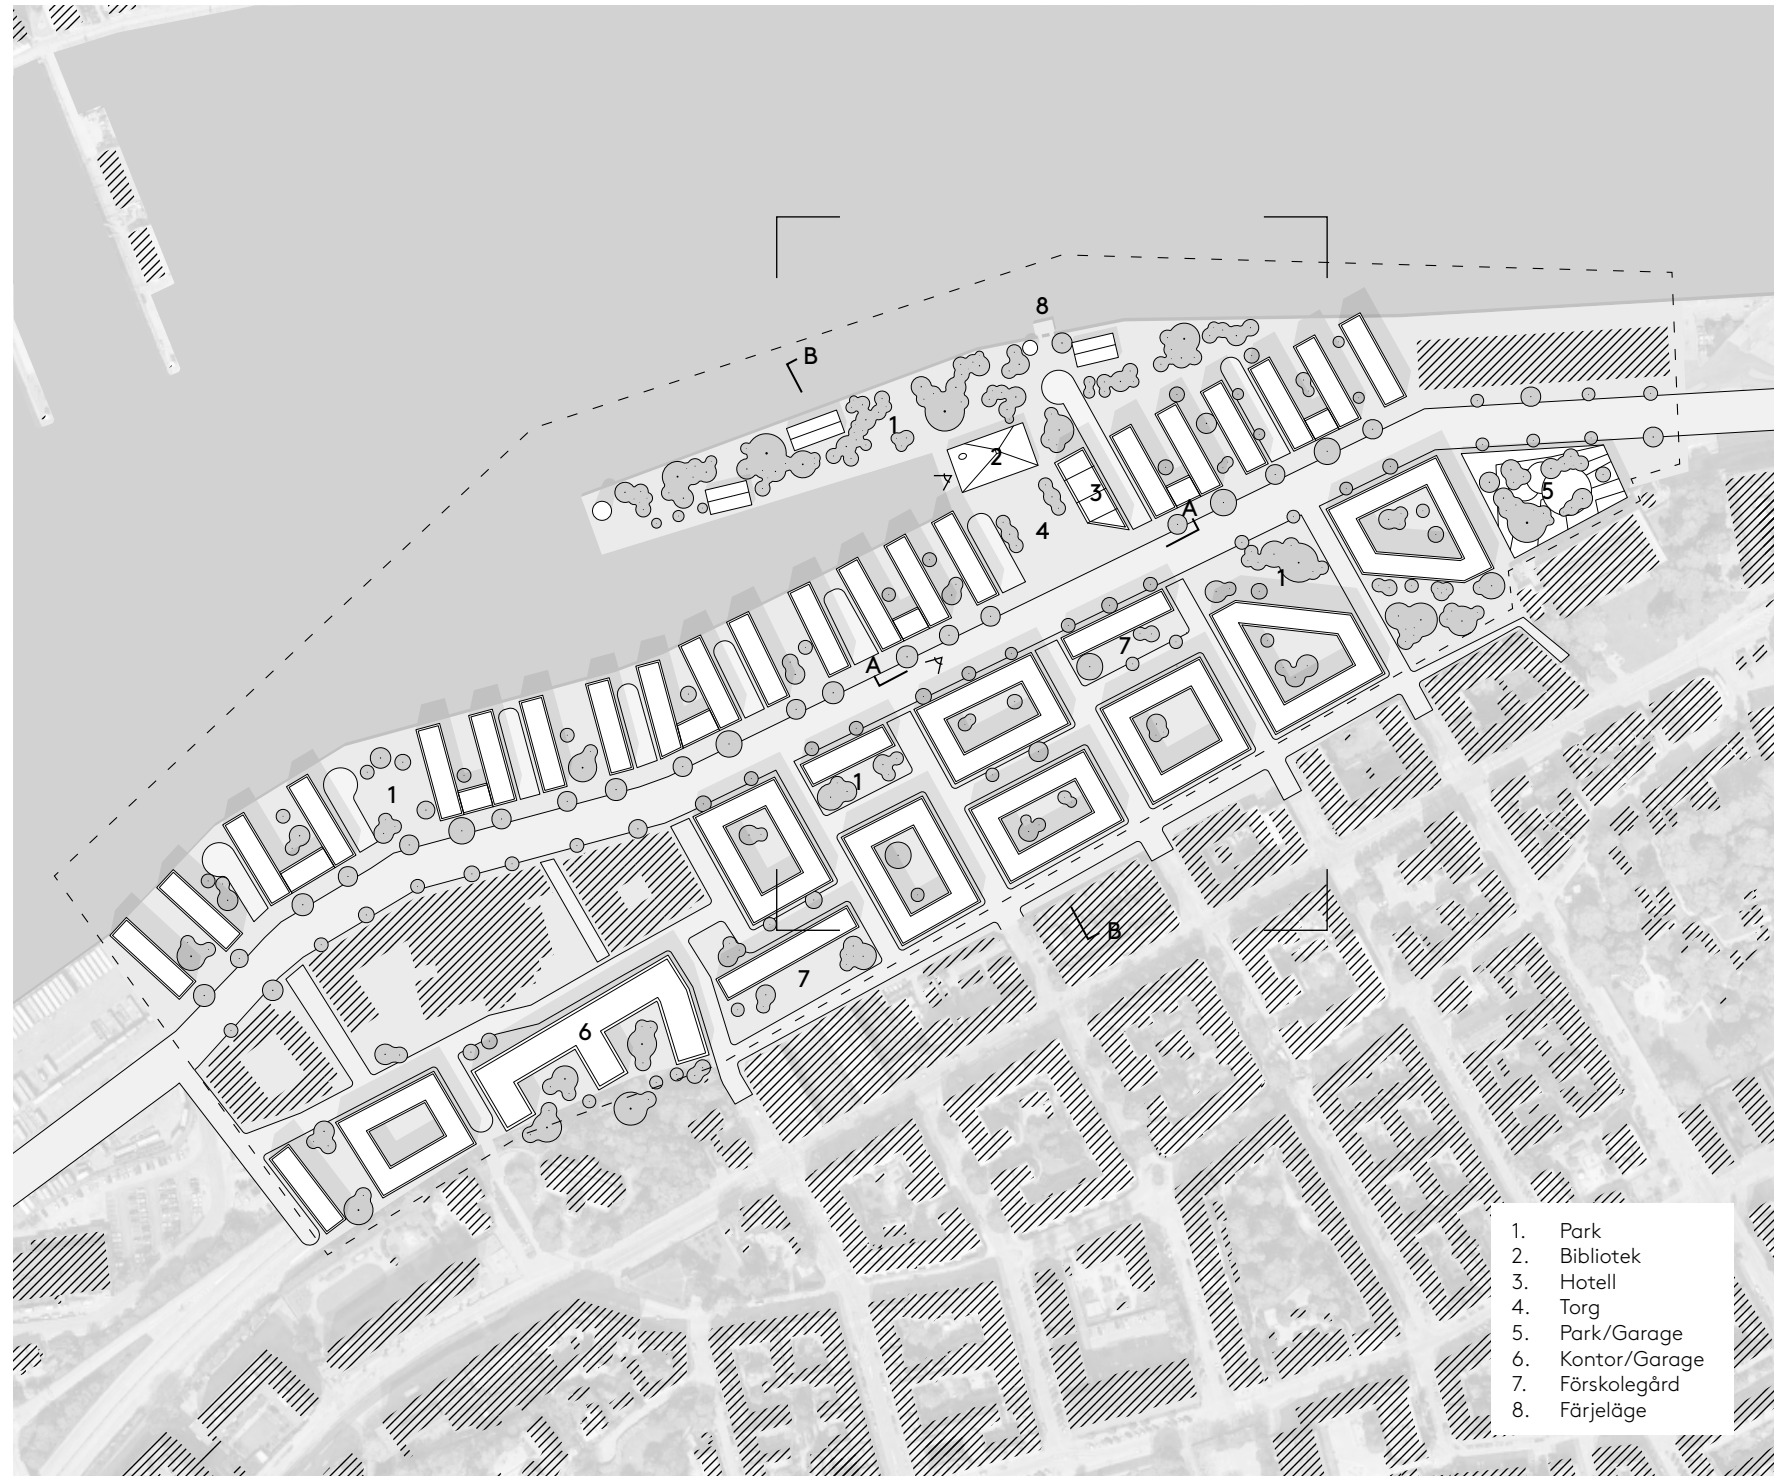 8
B
1
2
3
5
A
4
1
7
A
1
1
B
7
6
1. Park
2. Bibliotek
3. Hotell
4. Torg
5. Park/Garage
6. Kontor/Garage
7. Förskolegård
8. Färjeläge